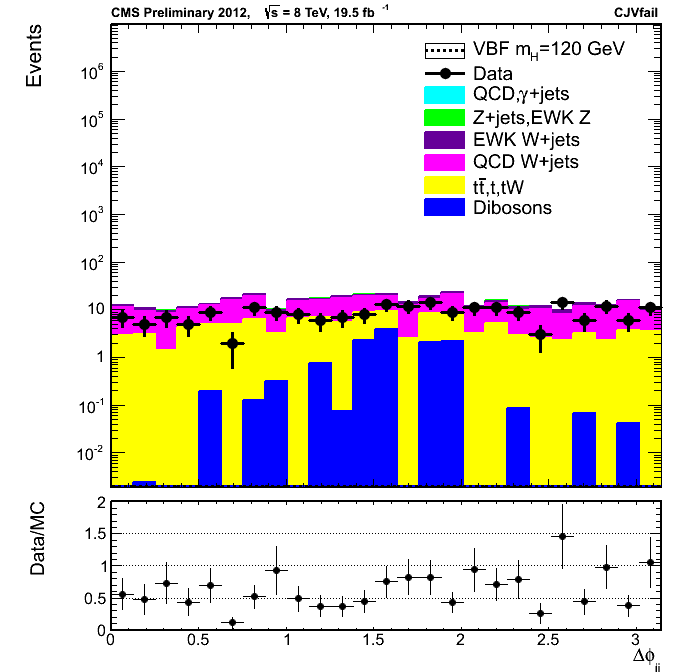 CMS Preliminary 2012, √s = 8 TeV, 19.5 fb⁻¹ CJVfail
Events
10⁶
10⁵
10⁴
10³
10²
10
1
10⁻¹
10⁻²
VBF m_H=120 GeV
Data
QCD,γ+jets
Z+jets,EWK Z
EWK W+jets
QCD W+jets
tt̄,t,tW
Dibosons
Data/MC
2
1.5
1
0.5
0
0 0.5 1 1.5 2 2.5 3
Δϕ_jj